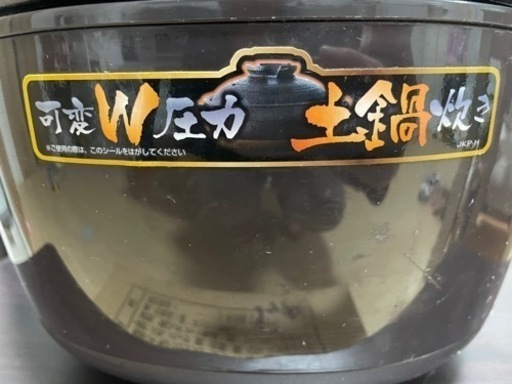 可変W圧力 土鍋炊き
※ご使用の際は、このシールをはがしてください